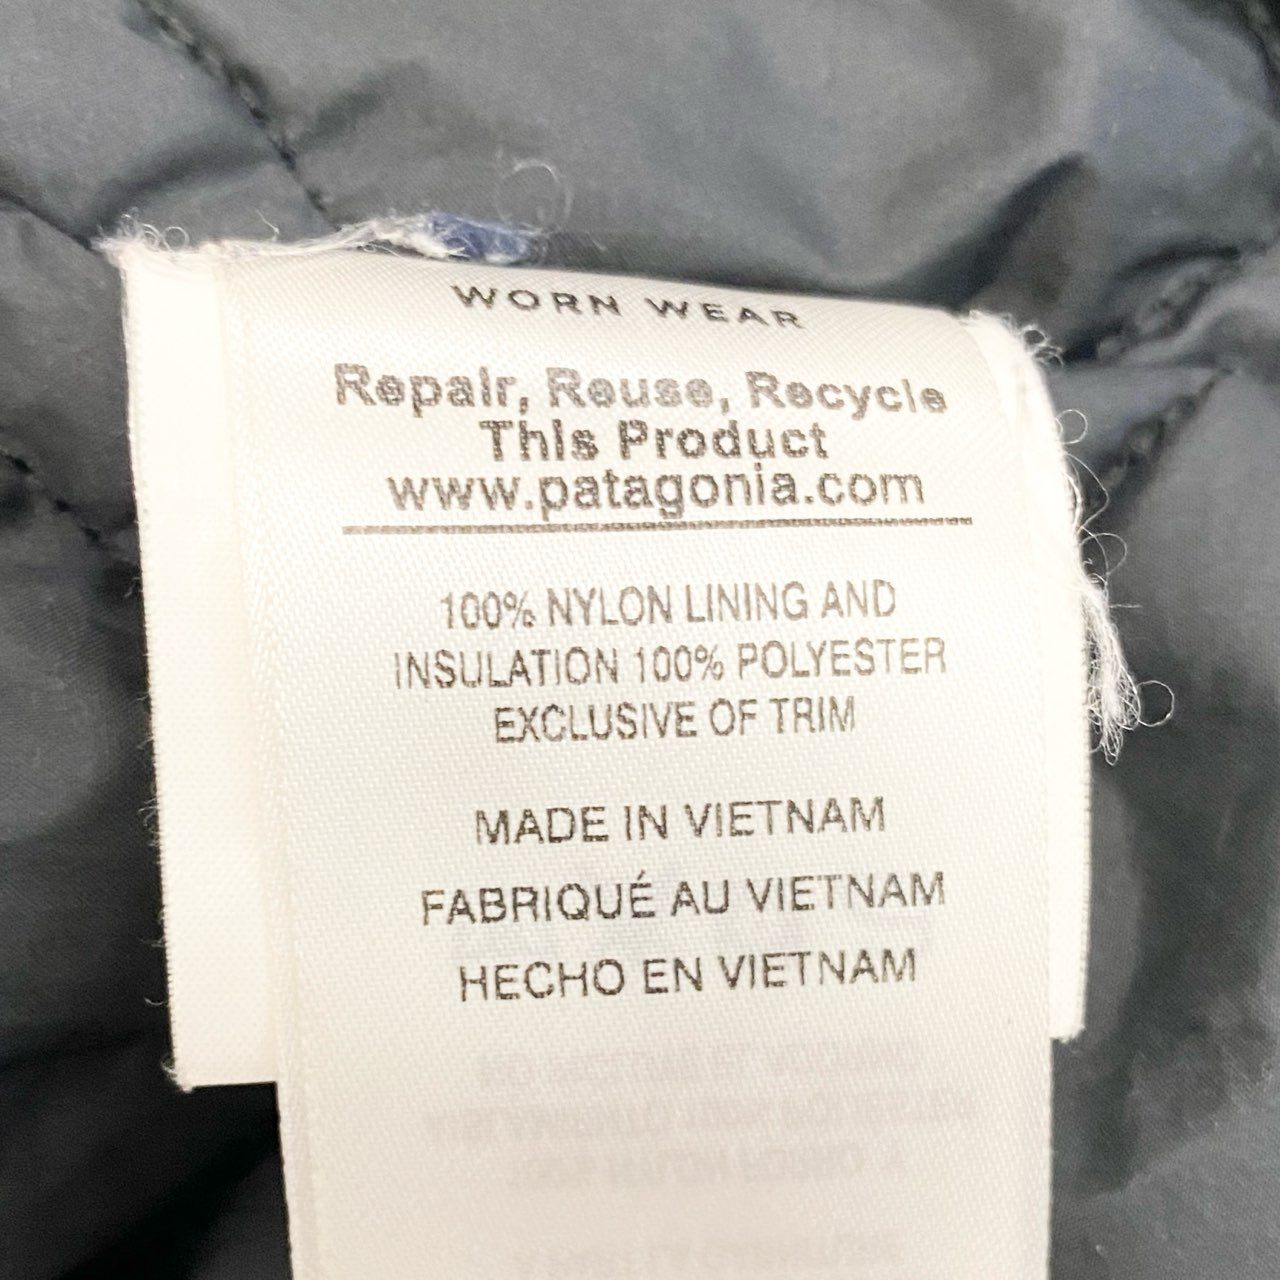 WORN WEAR
Repair, Reuse, Recycle
This Product
www.patagonia.com
100% NYLON LINING AND
INSULATION 100% POLYESTER
EXCLUSIVE OF TRIM
MADE IN VIETNAM
FABRIQUÉ AU VIETNAM
HECHO EN VIETNAM